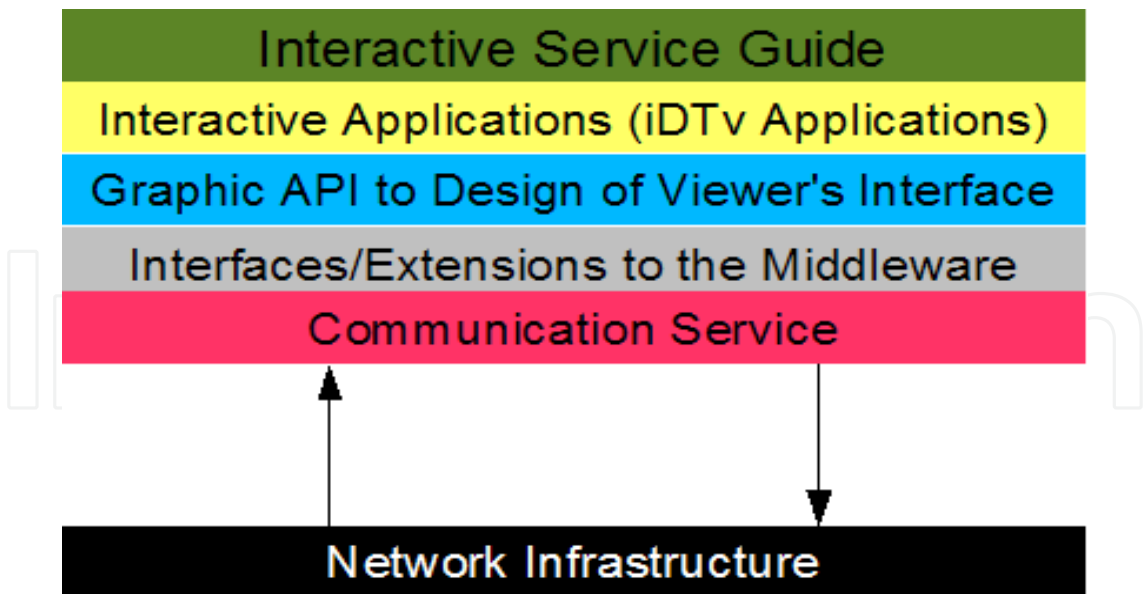 Interactive Service Guide
Interactive Applications (iDTv Applications)
Graphic API to Design of Viewer's Interface
Interfaces/Extensions to the Middleware
Communication Service
Network Infrastructure